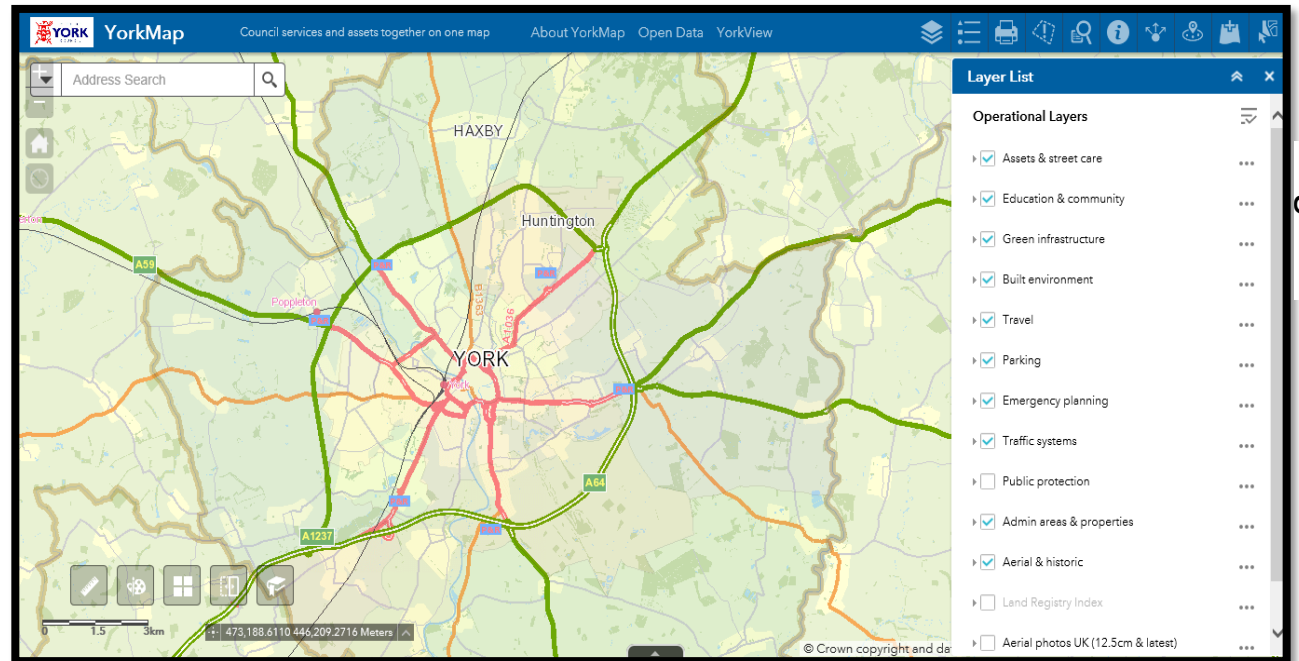 YORK YorkMap Council services and assets together on one map About YorkMap Open Data YorkView
Address Search
Layer List
Operational Layers
Assets & street care
Education & community
Green infrastructure
Built environment
Travel
Parking
Emergency planning
Traffic systems
Public protection
Admin areas & properties
Aerial & historic
Land Registry Index
Aerial photos UK (12.5cm & latest)
HAXBY
Huntington
A59
Poppleton
B1363
A1036
YORK
York
A64
A1237
0 1.5 3km
473,188.6110 446,209.2716 Meters
© Crown copyright and da